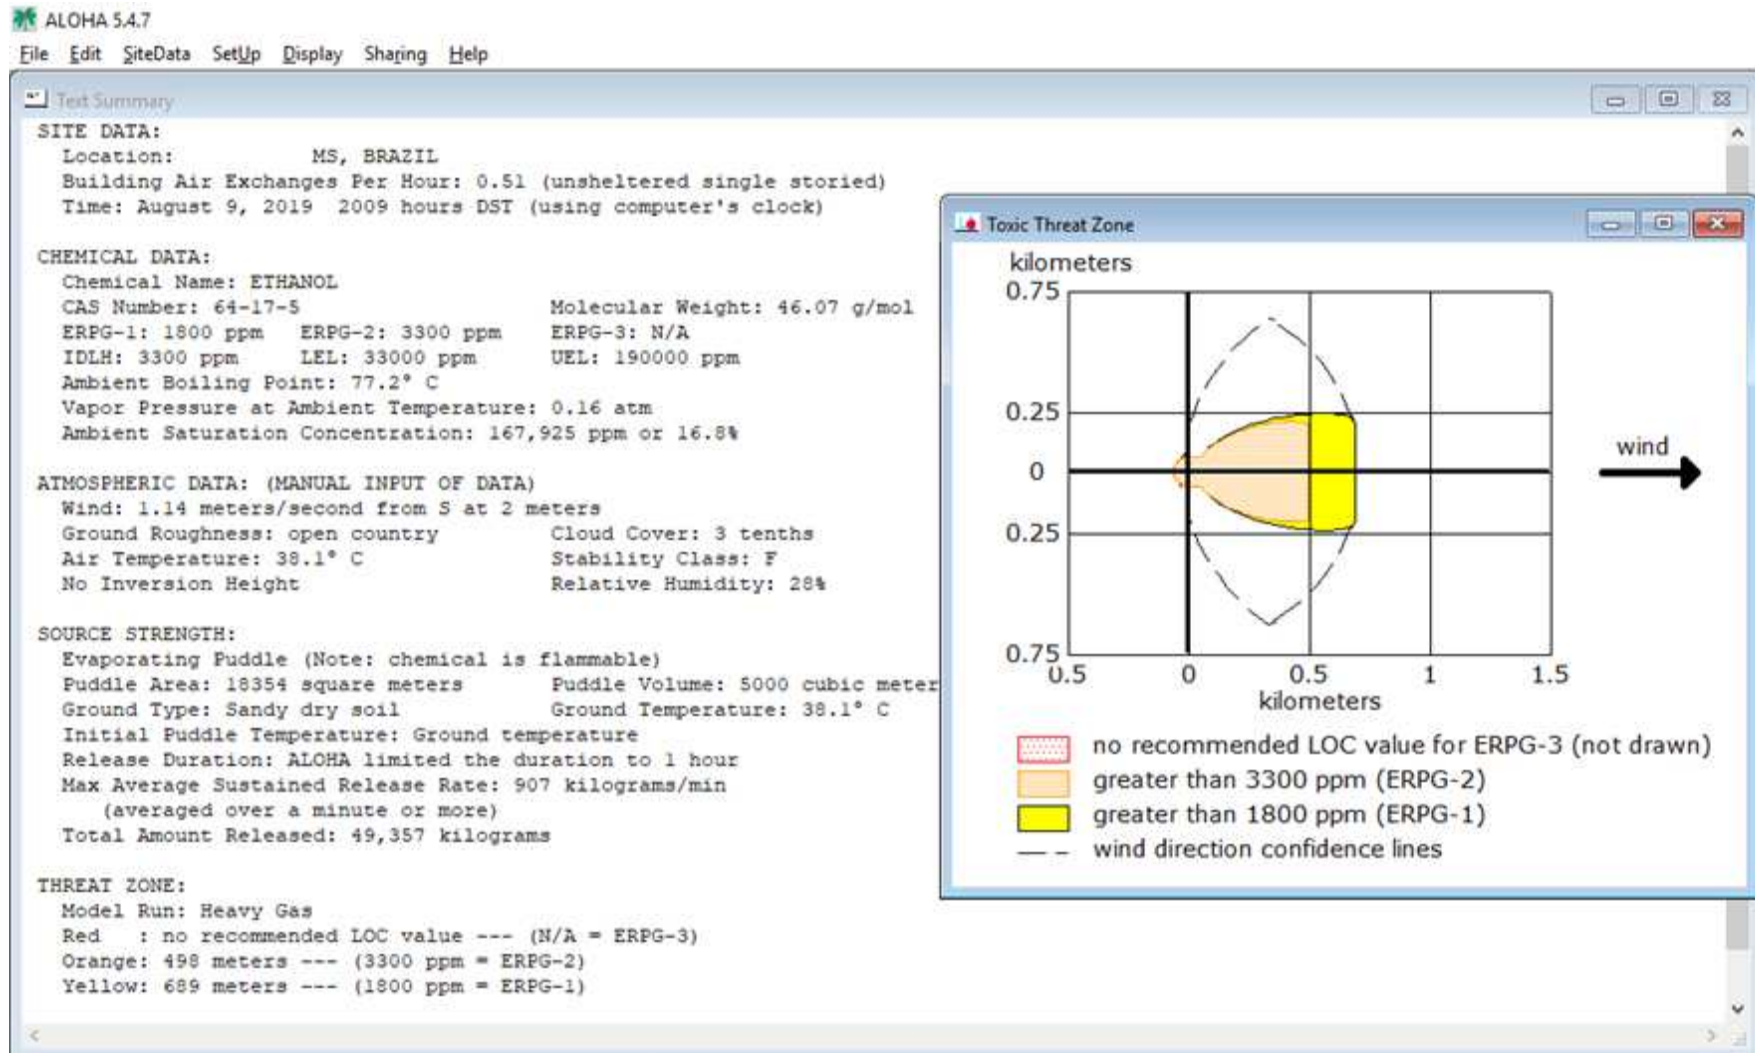 ALOHA 5.4.7
File Edit SiteData SetUp Display Sharing Help
Text Summary
SITE DATA:
Location: MS, BRAZIL
Building Air Exchanges Per Hour: 0.51 (unsheltered single storied)
Time: August 9, 2019 2009 hours DST (using computer's clock)
CHEMICAL DATA:
Chemical Name: ETHANOL
CAS Number: 64-17-5 Molecular Weight: 46.07 g/mol
ERPG-1: 1800 ppm ERPG-2: 3300 ppm ERPG-3: N/A
IDLH: 3300 ppm LEL: 33000 ppm UEL: 190000 ppm
Ambient Boiling Point: 77.2° C
Vapor Pressure at Ambient Temperature: 0.16 atm
Ambient Saturation Concentration: 167,925 ppm or 16.8%
ATMOSPHERIC DATA: (MANUAL INPUT OF DATA)
Wind: 1.14 meters/second from S at 2 meters
Ground Roughness: open country Cloud Cover: 3 tenths
Air Temperature: 38.1° C Stability Class: F
No Inversion Height Relative Humidity: 28%
SOURCE STRENGTH:
Evaporating Puddle (Note: chemical is flammable)
Puddle Area: 18354 square meters Puddle Volume: 5000 cubic meter
Ground Type: Sandy dry soil Ground Temperature: 38.1° C
Initial Puddle Temperature: Ground temperature
Release Duration: ALOHA limited the duration to 1 hour
Max Average Sustained Release Rate: 907 kilograms/min
(averaged over a minute or more)
Total Amount Released: 49,357 kilograms
THREAT ZONE:
Model Run: Heavy Gas
Red : no recommended LOC value --- (N/A = ERPG-3)
Orange: 498 meters --- (3300 ppm = ERPG-2)
Yellow: 689 meters --- (1800 ppm = ERPG-1)
Toxic Threat Zone
kilometers
0.75
0.25
0
0.25
0.75
wind
0.5 0 0.5 1 1.5
kilometers
no recommended LOC value for ERPG-3 (not drawn)
greater than 3300 ppm (ERPG-2)
greater than 1800 ppm (ERPG-1)
wind direction confidence lines